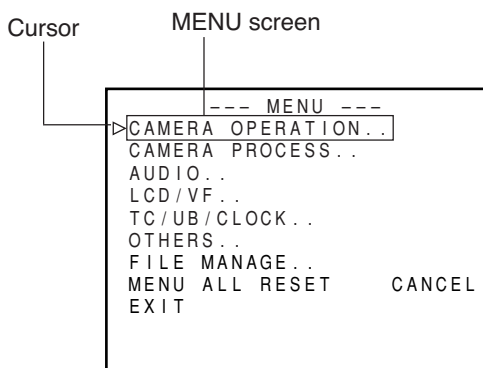 Cursor
MENU screen
--- MENU ---
CAMERA OPERATION..
CAMERA PROCESS..
AUDIO..
LCD/VF..
TC/UB/CLOCK..
OTHERS..
FILE MANAGE..
MENU ALL RESET CANCEL
EXIT